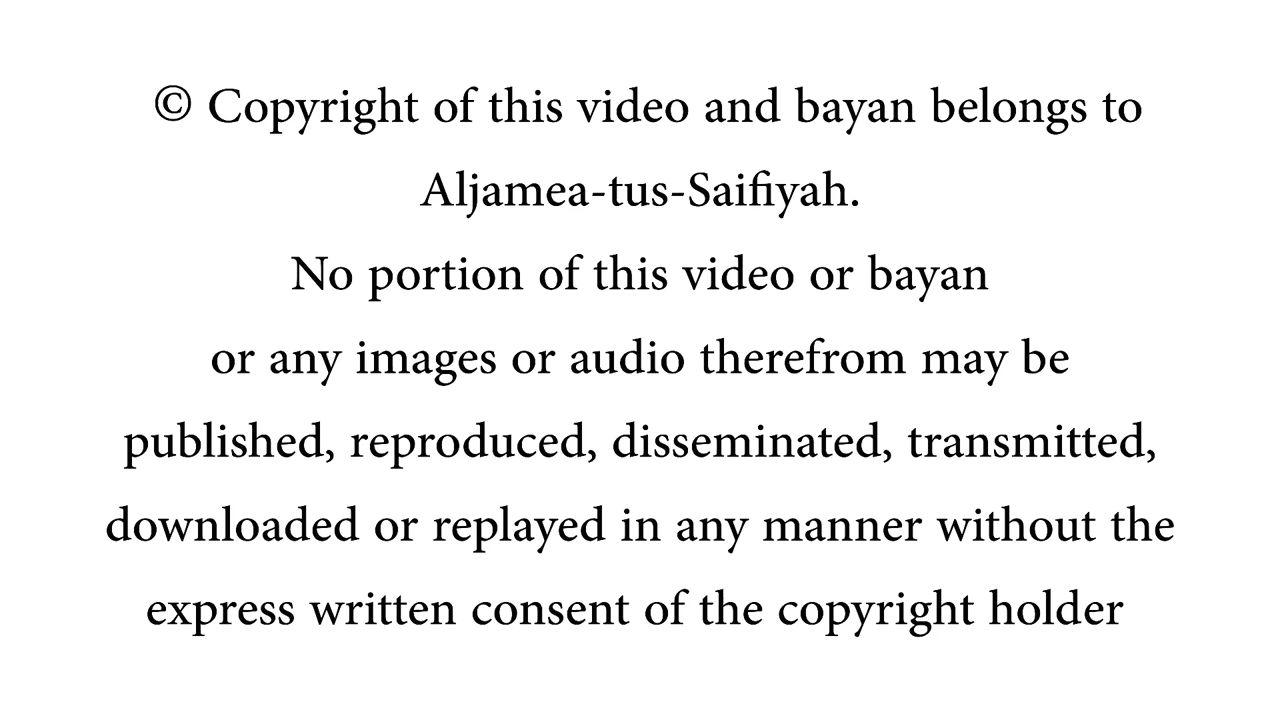 © Copyright of this video and bayan belongs to
Aljamea-tus-Saifiyah.
No portion of this video or bayan
or any images or audio therefrom may be
published, reproduced, disseminated, transmitted,
downloaded or replayed in any manner without the
express written consent of the copyright holder